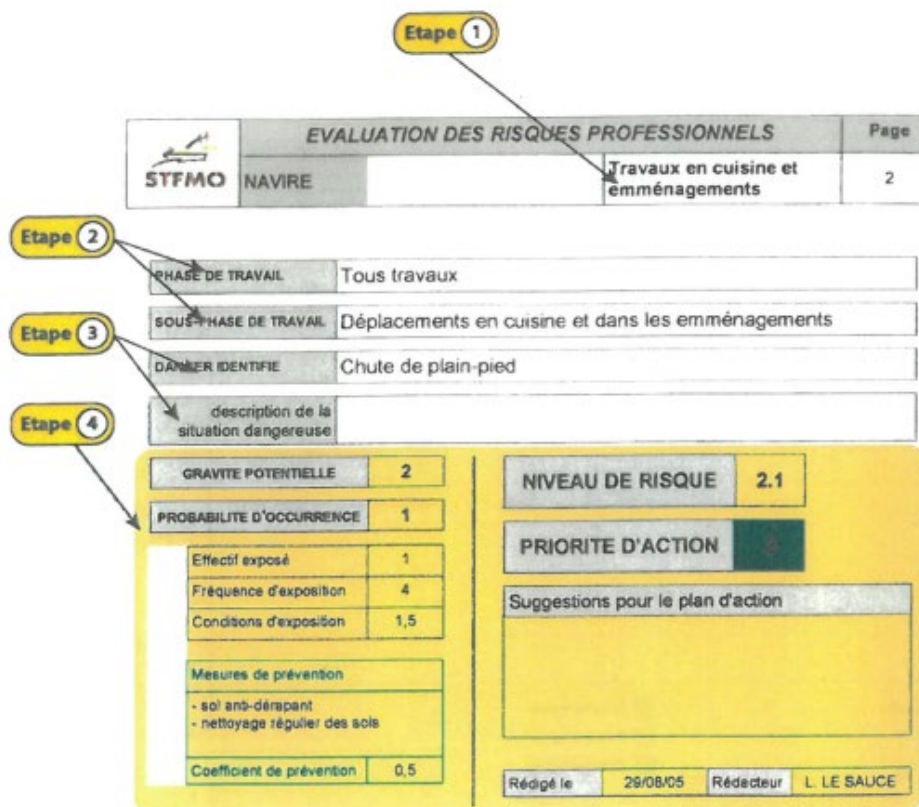 Etape 1
EVALUATION DES RISQUES PROFESSIONNELS
Page
STFMO
NAVIRE
Travaux en cuisine et
emménagements
2
Etape 2
PHASE DE TRAVAIL
Tous travaux
SOUS-PHASE DE TRAVAIL
Déplacements en cuisine et dans les emménagements
Etape 3
DANGER IDENTIFIE
Chute de plain-pied
description de la
situation dangereuse
Etape 4
GRAVITE POTENTIELLE
2
PROBABILITE D'OCCURRENCE
1
Effectif exposé
1
Fréquence d'exposition
4
Conditions d'exposition
1,5
Mesures de prévention
- sol anti-dérapant
- nettoyage régulier des sols
Coefficient de prévention
0,5
NIVEAU DE RISQUE
2.1
PRIORITE D'ACTION
Suggestions pour le plan d'action
Rédigé le
29/08/05
Rédacteur
L. LE SAUCE